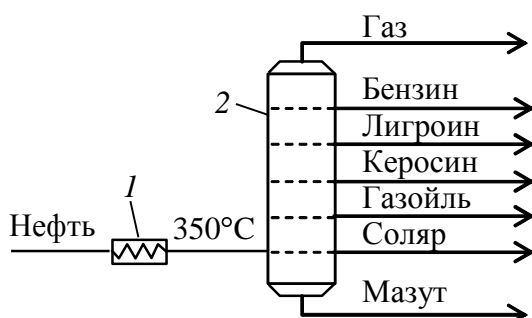 Газ
Бензин
2
Лигроин
Керосин
1
Нефть
350°C
Газойль
Соляр
Мазут